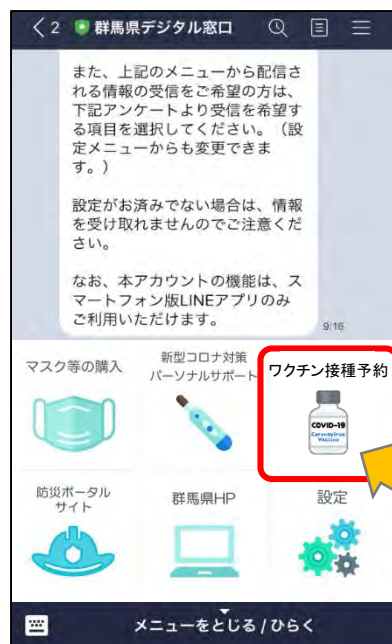 2 群馬県デジタル窓口
また、上記のメニューから配信さ
れる情報の受信をご希望の方は、
下記アンケートより受信を希望す
る項目を選択してください。（設
定メニューからも変更できま
す。）
設定がお済みでない場合は、情報
を受け取れませんのでご注意くだ
さい。
なお、本アカウントの機能は、ス
マートフォン版LINEアプリのみ
ご利用いただけます。
9:16
マスク等の購入
新型コロナ対策
パーソナルサポート
ワクチン接種予約
COVID-19
Coronavirus
Vaccine
防災ポータル
サイト
群馬県HP
設定
メニューをとじる / ひらく